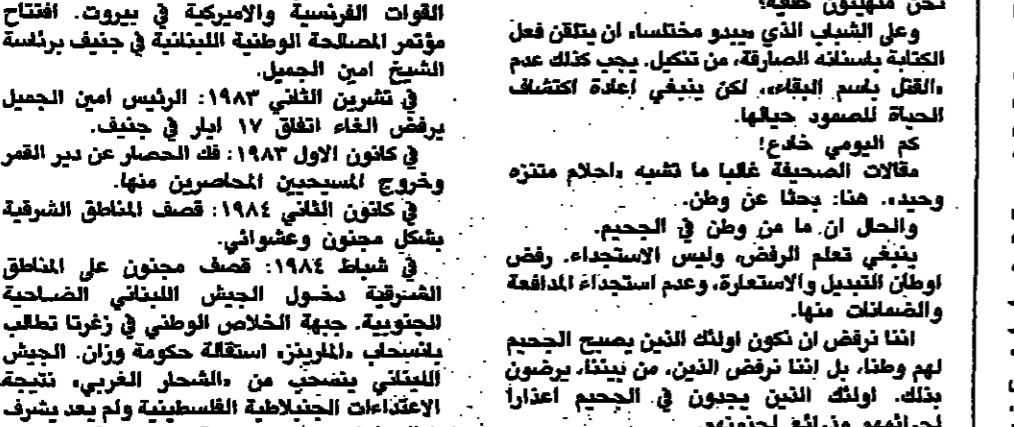 نحن منهيئون
وعلى الشباب الذي سيبدو مختلسا، ان يتلقن فعل
الكتابة باسنانه الصارقة، من تنكيل. يجب كذلك عدم
«القتل باسم البقاء»، لكن ينبغي اعادة اكتشاف
الحياة للصمود حيالها.
كم اليومي خادع!
مقالات الصحيفة غالبا ما تشبه «احلام متنزه
وحيد». هنا: بحثا عن وطن.
والحال ان ما من وطن في الجحيم.
ينبغي تعلم الرفض، وليس الاستجداء. رفض
اوطان التبديل والاستعارة، وعدم استجداء المدافعة
والضمانات منها.
اننا نرفض ان نكون اولئك الذين يصبح الجحيم
لهم وطنا، بل اننا نرفض الذين، من بيننا، يرضون
بذلك. اولئك الذين يجدون في الجحيم اعذارا
لجرائمهم وذرائع لجنونهم.
القوات الفرنسية والاميركية في بيروت. افتتاح
مؤتمر المصالحة الوطنية اللبنانية في جنيف برئاسة
الشيخ امين الجميل.
في تشرين الثاني ١٩٨٣: الرئيس امين الجميل
يرفض الغاء اتفاق ١٧ ايار في جنيف.
في كانون الاول ١٩٨٣: فك الحصار عن دير القمر
وخروج المسيحيين المحاصرين منها.
في كانون الثاني ١٩٨٤: قصف المناطق الشرقية
بشكل مجنون وعشوائي.
في شباط ١٩٨٤: قصف مجنون على المناطق
الشرقية دخول الجيش اللبناني الضاحية
الجنوبية. جبهة الخلاص الوطني في زغرتا تطالب
بانسحاب «المارينز» استقالة حكومة وزان. الجيش
اللبناني ينسحب من «الشحار الغربي» نتيجة
الاعتداءات الجنبلاطية الفلسطينية ولم يعد يشرف